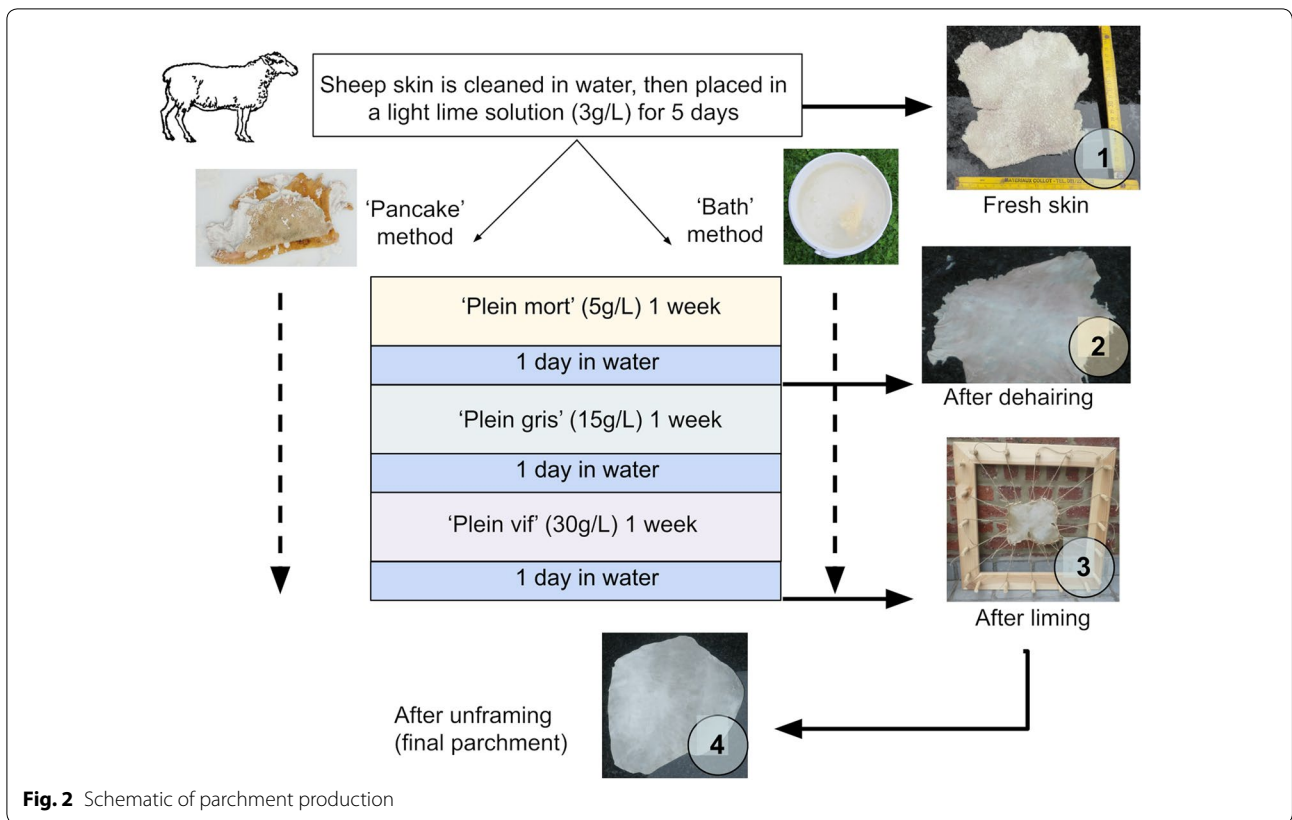 Sheep skin is cleaned in water, then placed in
a light lime solution (3g/L) for 5 days
1
Fresh skin
‘Pancake’
method
‘Bath’
method
‘Plein mort’ (5g/L) 1 week
1 day in water
2
After dehairing
‘Plein gris’ (15g/L) 1 week
1 day in water
‘Plein vif’ (30g/L) 1 week
3
1 day in water
After liming
After unframing
(final parchment)
4
Fig. 2 Schematic of parchment production